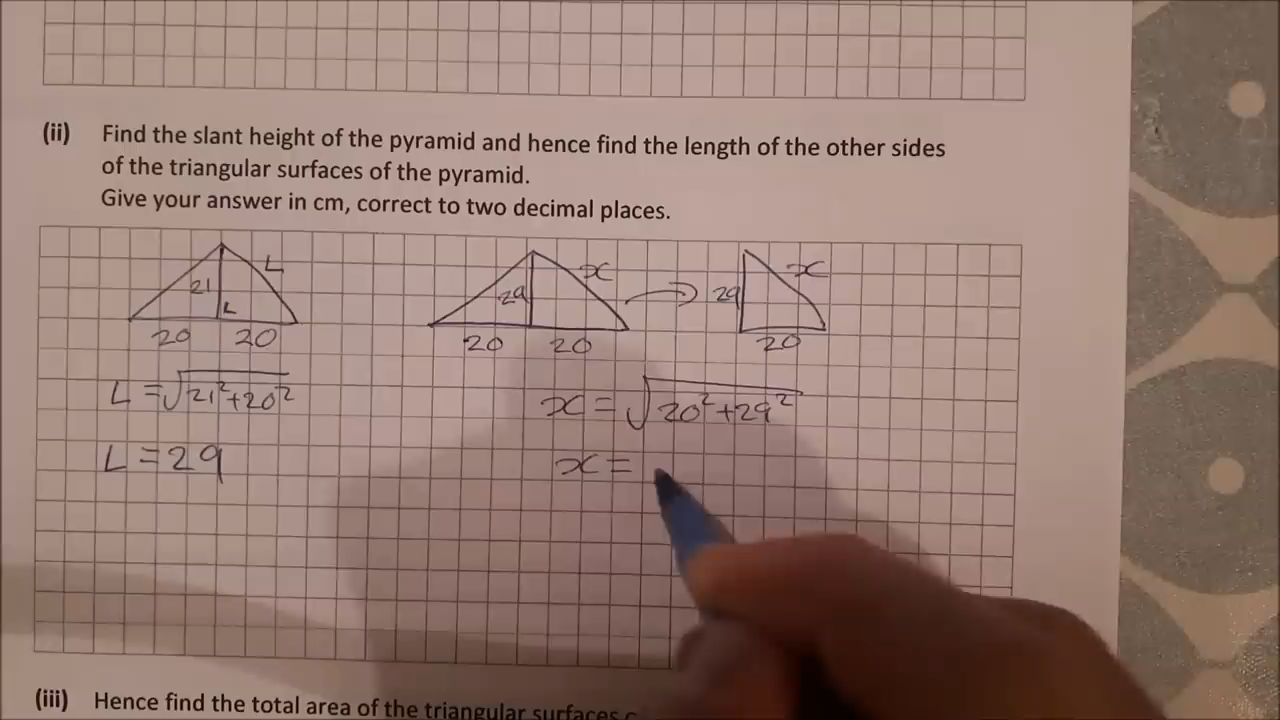 (ii) Find the slant height of the pyramid and hence find the length of the other sides
of the triangular surfaces of the pyramid.
Give your answer in cm, correct to two decimal places.
21 L L
20 20
29 x
20 20
29 x
20
L = √21²+20²
L = 29
x = √20²+29²
x =
(iii) Hence find the total area of the triangular surfaces